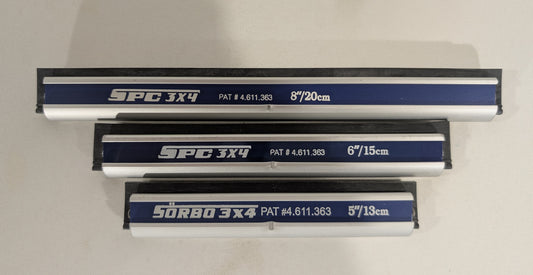 SPC 3X4 PAT # 4.611.363 8"/20cm
SPC 3X4 PAT # 4.611.363 6"/15cm
SÖRBO 3x4 PAT #4.611.363 5"/13cm